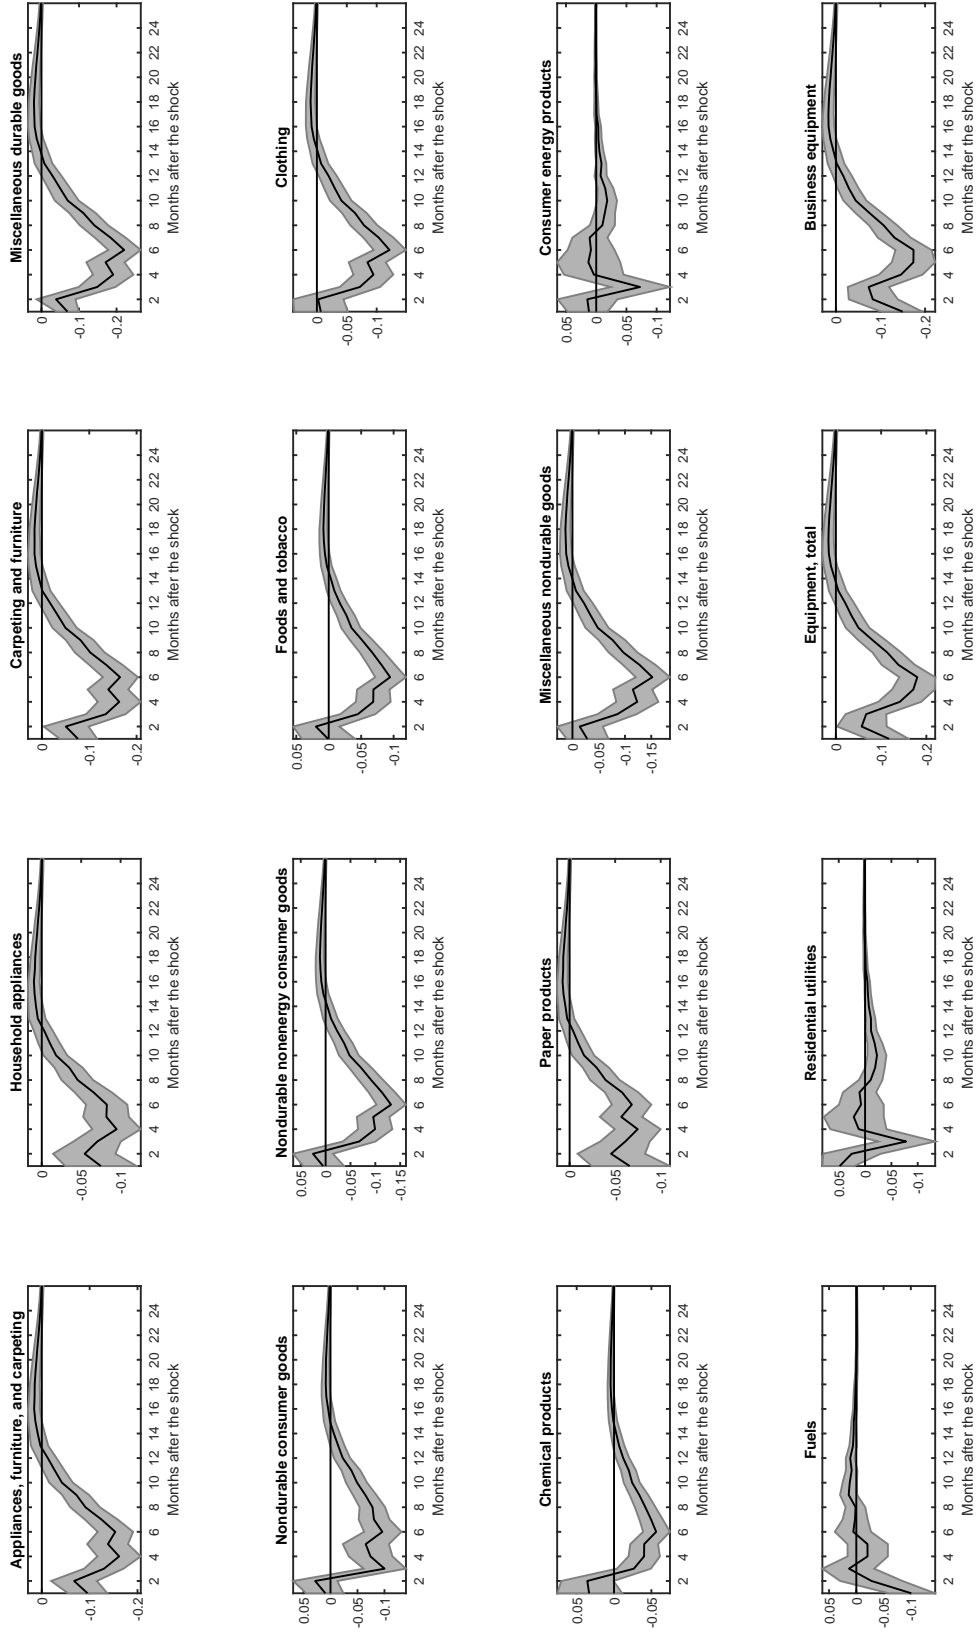 Appliances, furniture, and carpeting
0
-0.1
-0.2
2 4 6 8 10 12 14 16 18 20 22 24
Months after the shock
Household appliances
0
-0.05
-0.1
2 4 6 8 10 12 14 16 18 20 22 24
Months after the shock
Carpeting and furniture
0
-0.1
-0.2
2 4 6 8 10 12 14 16 18 20 22 24
Months after the shock
Miscellaneous durable goods
0
-0.1
-0.2
2 4 6 8 10 12 14 16 18 20 22 24
Months after the shock
Nondurable consumer goods
0.05
0
-0.05
-0.1
2 4 6 8 10 12 14 16 18 20 22 24
Months after the shock
Nondurable nonenergy consumer goods
0.05
0
-0.05
-0.10
-0.15
2 4 6 8 10 12 14 16 18 20 22 24
Months after the shock
Foods and tobacco
0.05
0
-0.05
-0.1
2 4 6 8 10 12 14 16 18 20 22 24
Months after the shock
Clothing
0
-0.05
-0.1
2 4 6 8 10 12 14 16 18 20 22 24
Months after the shock
Chemical products
0.05
0
-0.05
2 4 6 8 10 12 14 16 18 20 22 24
Months after the shock
Paper products
0
-0.05
-0.1
2 4 6 8 10 12 14 16 18 20 22 24
Months after the shock
Miscellaneous nondurable goods
0
-0.05
-0.1
-0.15
2 4 6 8 10 12 14 16 18 20 22 24
Months after the shock
Consumer energy products
0.05
0
-0.05
-0.1
2 4 6 8 10 12 14 16 18 20 22 24
Months after the shock
Fuels
0.05
0
-0.05
-0.1
2 4 6 8 10 12 14 16 18 20 22 24
Months after the shock
Residential utilities
0.05
0
-0.05
-0.1
2 4 6 8 10 12 14 16 18 20 22 24
Months after the shock
Equipment, total
0
-0.1
-0.2
2 4 6 8 10 12 14 16 18 20 22 24
Months after the shock
Business equipment
0
-0.1
-0.2
2 4 6 8 10 12 14 16 18 20 22 24
Months after the shock